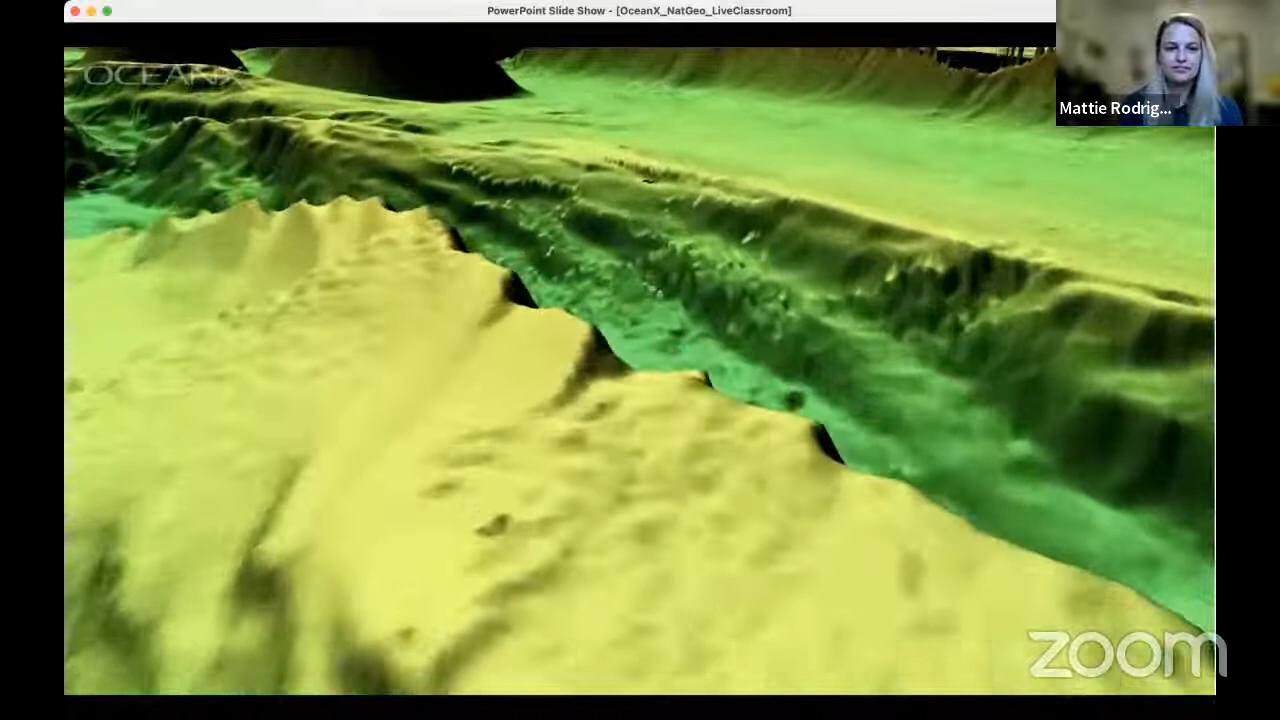 PowerPoint Slide Show - [OceanX_NatGeo_LiveClassroom]
OCEANX
Mattie Rodrig...
zoom